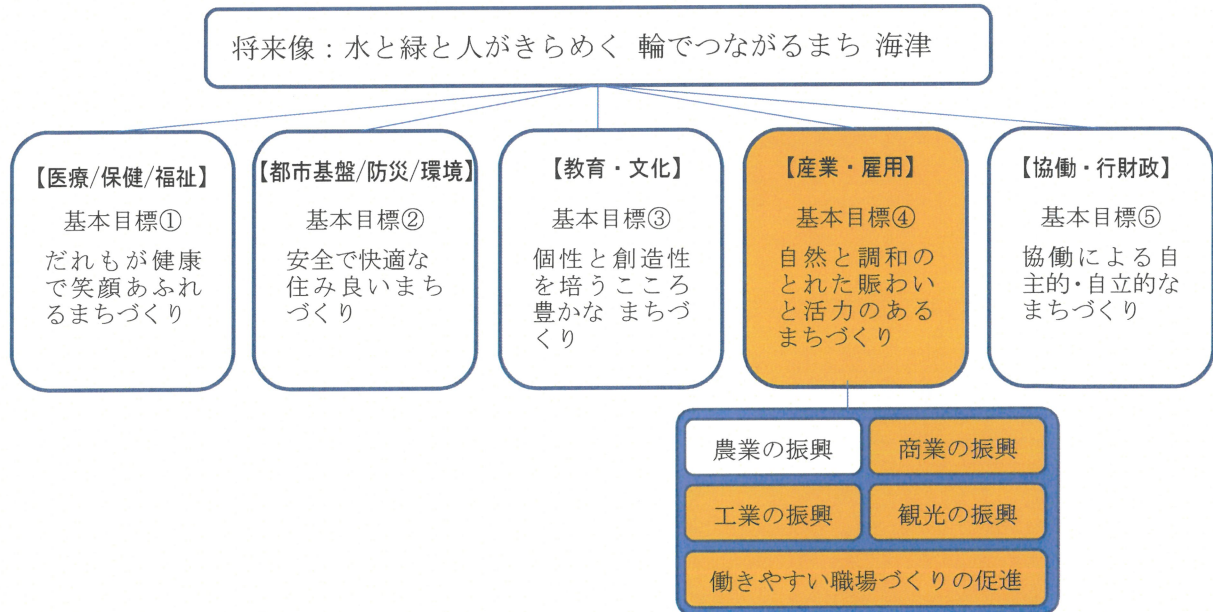 将来像:水と緑と人がきらめく 輪でつながるまち 海津
【医療/保健/福祉】
基本目標①
だれもが健康
で笑顔あふれ
るまちづくり
【都市基盤/防災/環境】
基本目標②
安全で快適な
住み良いまち
づくり
【教育・文化】
基本目標③
個性と創造性
を培うこころ
豊かな まちづ
くり
【産業・雇用】
基本目標④
自然と調和の
とれた賑わい
と活力のある
まちづくり
【協働・行財政】
基本目標⑤
協働による自
主的・自立的な
まちづくり
農業の振興
商業の振興
工業の振興
観光の振興
働きやすい職場づくりの促進